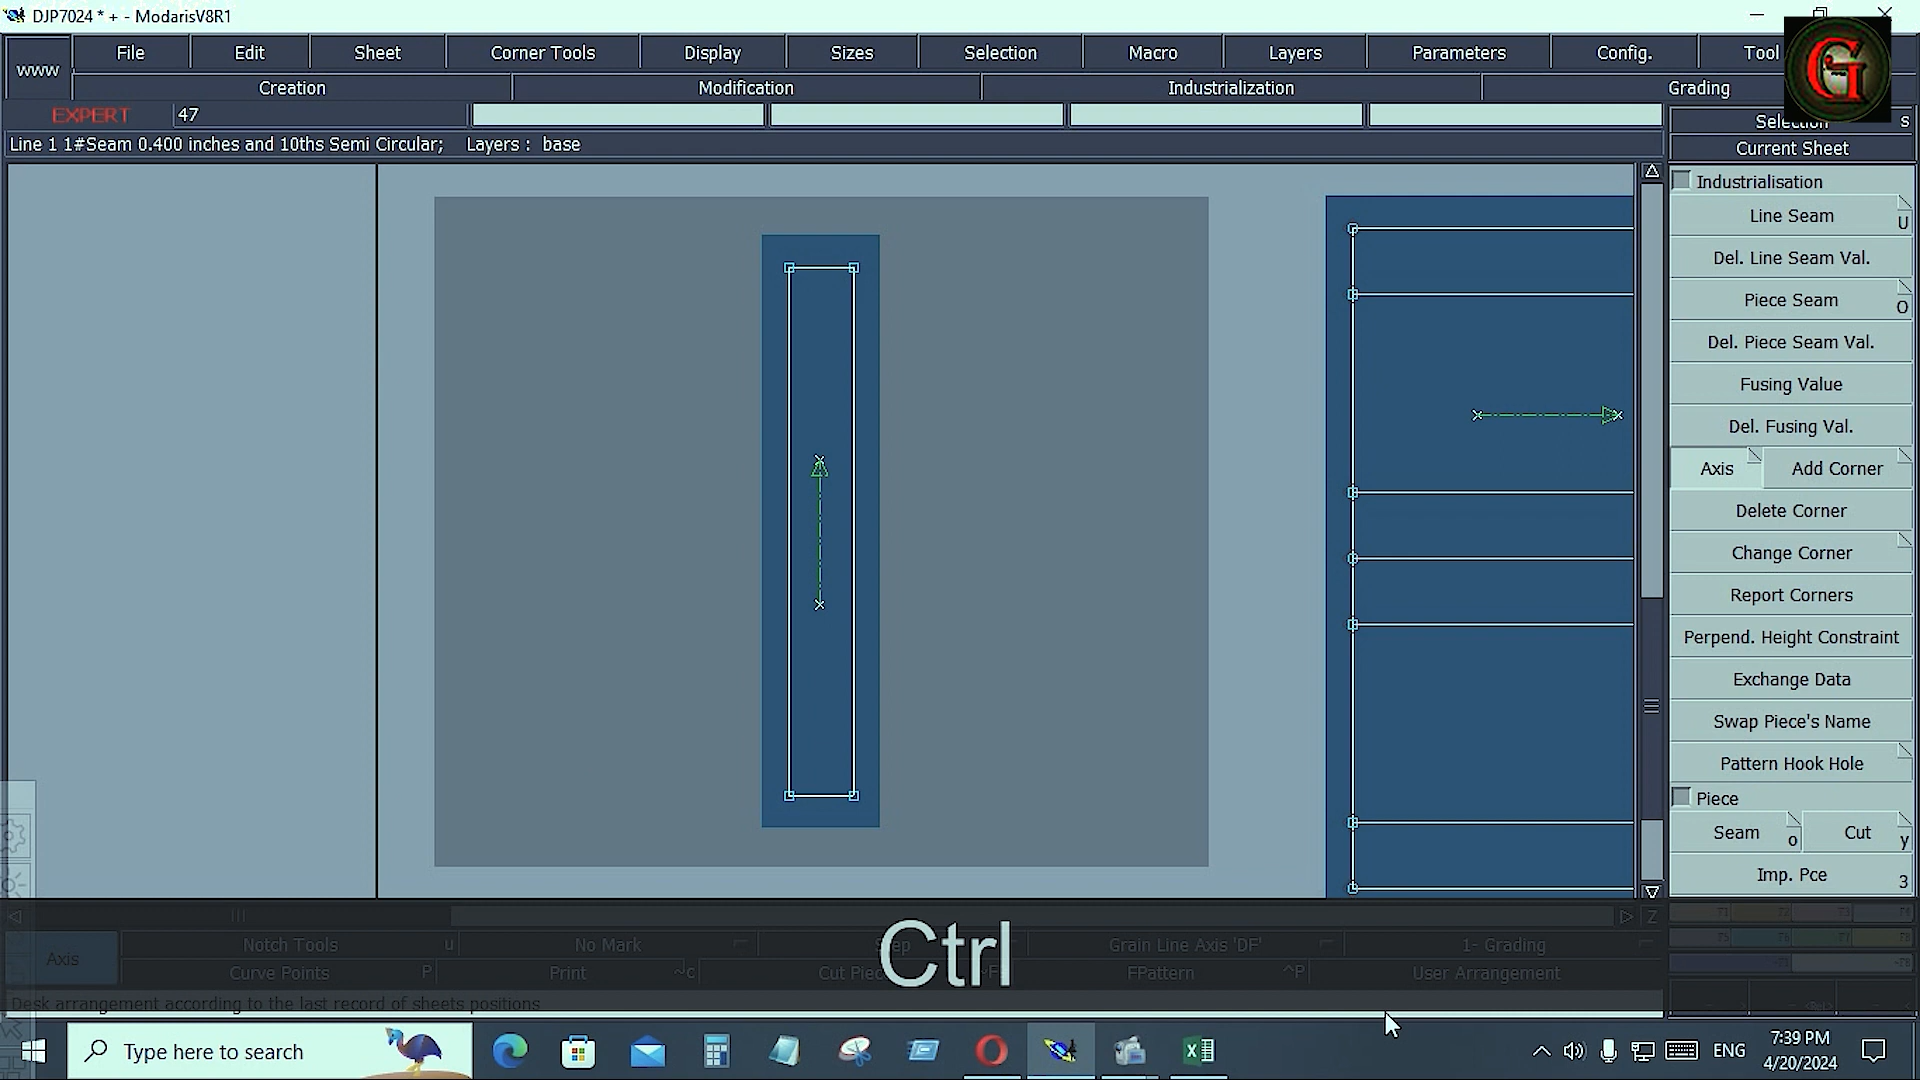 DJP7024 * + - ModarisV8R1
www File Edit Sheet Corner Tools Display Sizes Selection Macro Layers Parameters Config. Tool
Creation Modification Industrialization Grading
EXPERT 47
Selection S
Line 1 1#Seam 0.400 inches and 10ths Semi Circular; Layers : base
Current Sheet
Industrialisation
Line Seam U
Del. Line Seam Val.
Piece Seam O
Del. Piece Seam Val.
Fusing Value
Del. Fusing Val.
Axis Add Corner
Delete Corner
Change Corner
Report Corners
Perpend. Height Constraint
Exchange Data
Swap Piece's Name
Pattern Hook Hole
Piece
Seam o Cut y
Imp. Pce 3
Z
Axis
Notch Tools u No Mark Step Grain Line Axis 'DF' 1- Grading
Curve Points P Print ~c Cut Piec FPattern ^P User Arrangement
Ctrl
Desk arrangement according to the last record of sheets positions
Type here to search
ENG
7:39 PM
4/20/2024
G